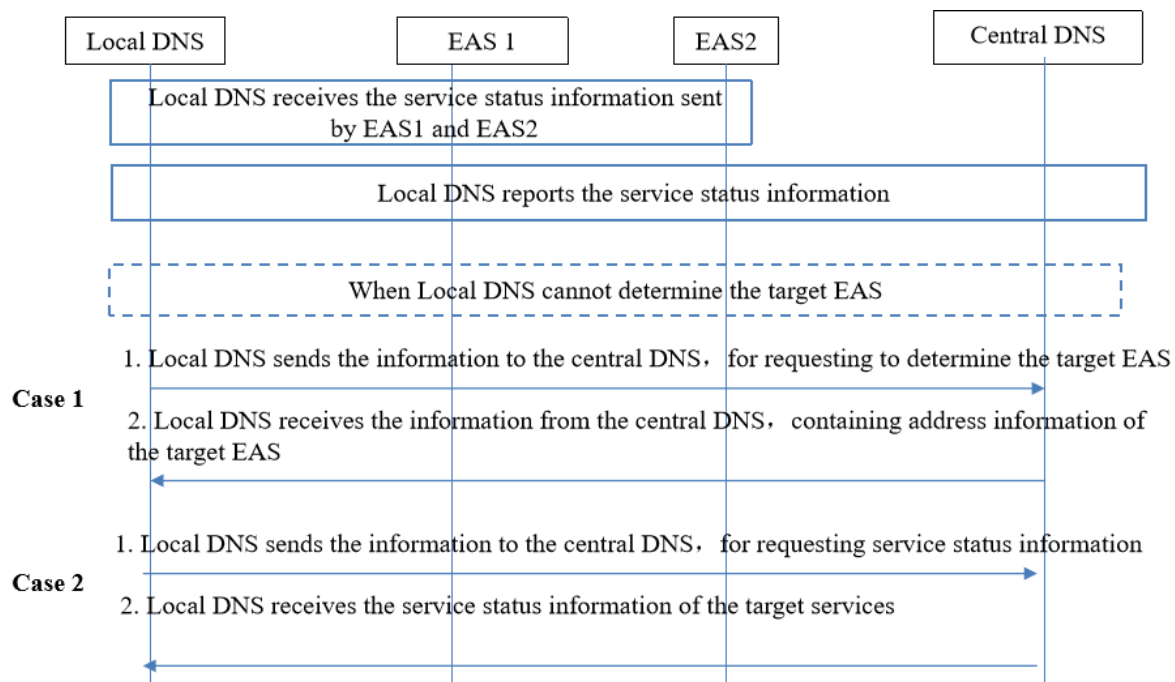 Local DNS
EAS 1
EAS2
Central DNS
Local DNS receives the service status information sent
by EAS1 and EAS2
Local DNS reports the service status information
When Local DNS cannot determine the target EAS
1. Local DNS sends the information to the central DNS，for requesting to determine the target EAS
Case 1
2. Local DNS receives the information from the central DNS，containing address information of
the target EAS
1. Local DNS sends the information to the central DNS，for requesting service status information
Case 2
2. Local DNS receives the service status information of the target services